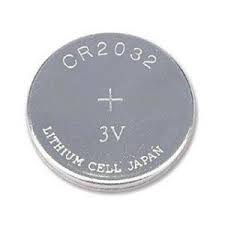 CR2032
+
3V
LITHIUM CELL JAPAN